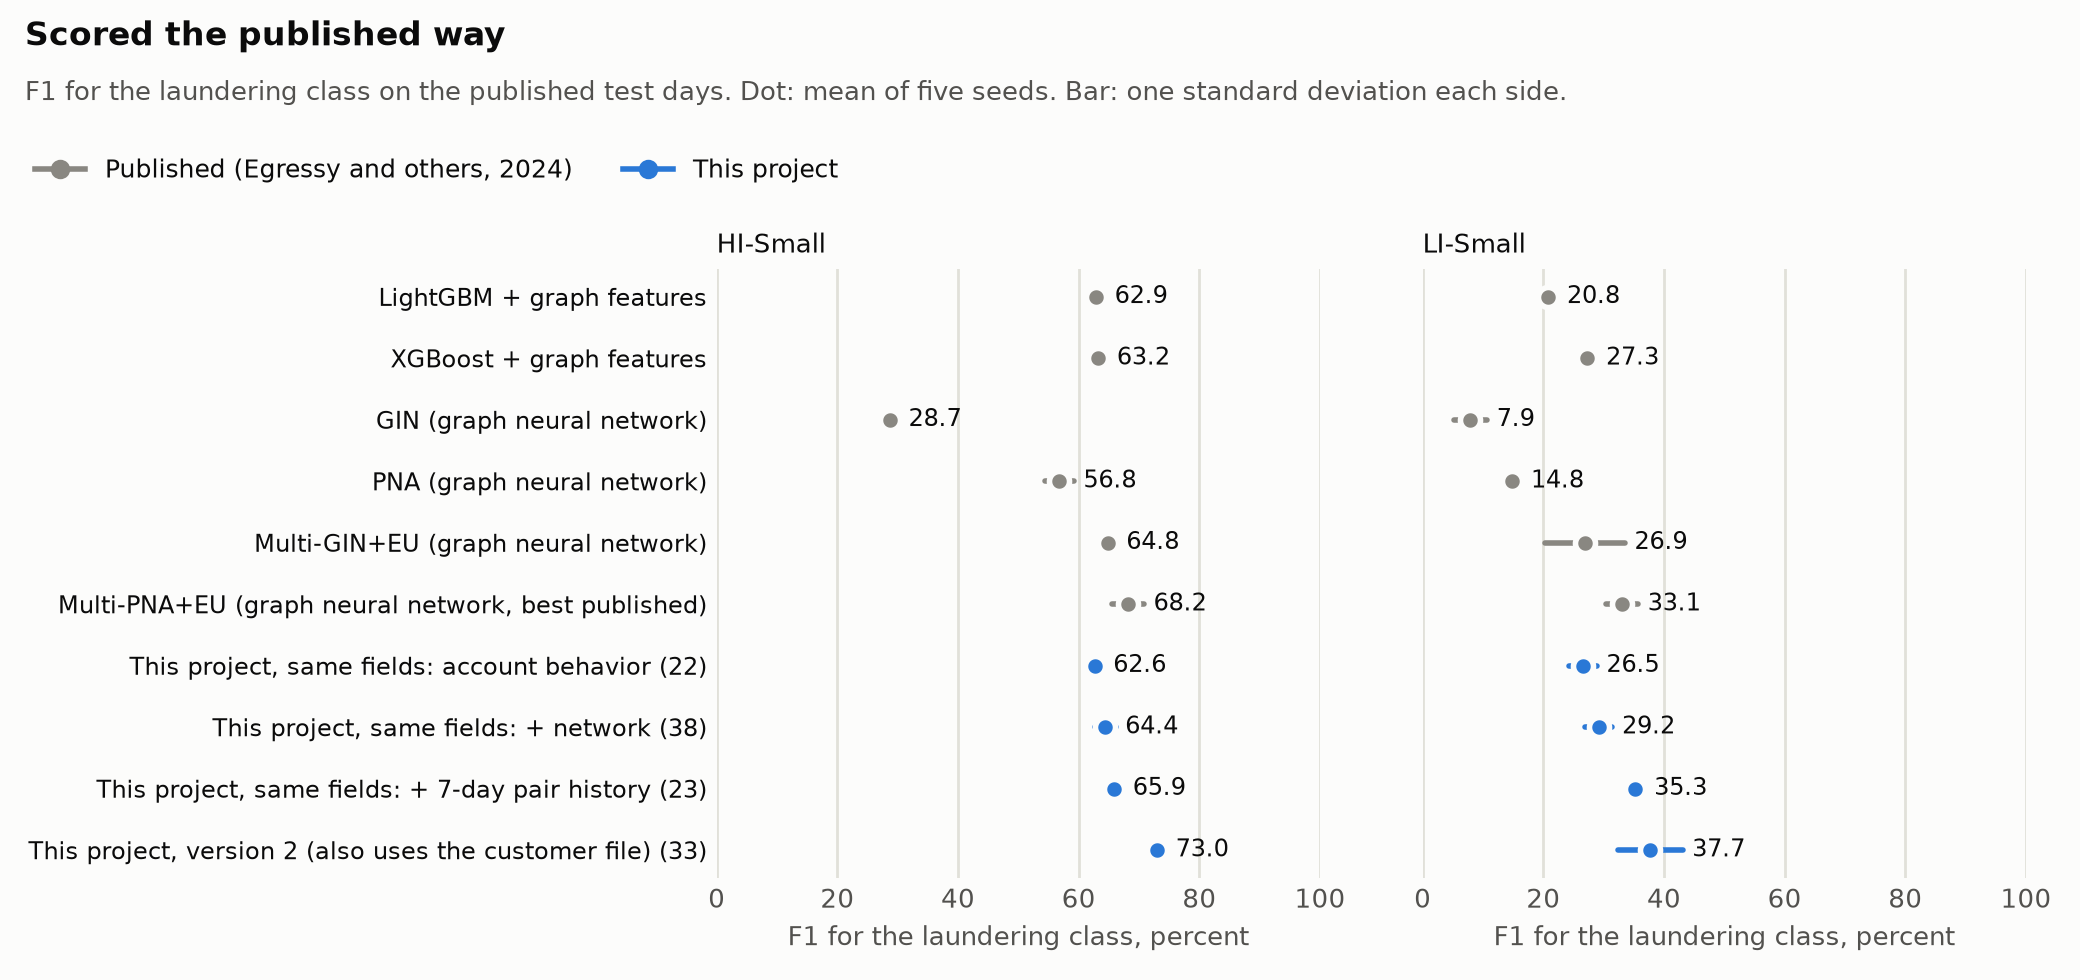 Scored the published way
F1 for the laundering class on the published test days. Dot: mean of five seeds. Bar: one standard deviation each side.
Published (Egressy and others, 2024) This project
HI-Small LI-Small
LightGBM + graph features 62.9 20.8
XGBoost + graph features 63.2 27.3
GIN (graph neural network) 28.7 7.9
PNA (graph neural network) 56.8 14.8
Multi-GIN+EU (graph neural network) 64.8 26.9
Multi-PNA+EU (graph neural network, best published) 68.2 33.1
This project, same fields: account behavior (22) 62.6 26.5
This project, same fields: + network (38) 64.4 29.2
This project, same fields: + 7-day pair history (23) 65.9 35.3
This project, version 2 (also uses the customer file) (33) 73.0 37.7
0 20 40 60 80 100 0 20 40 60 80 100
F1 for the laundering class, percent F1 for the laundering class, percent